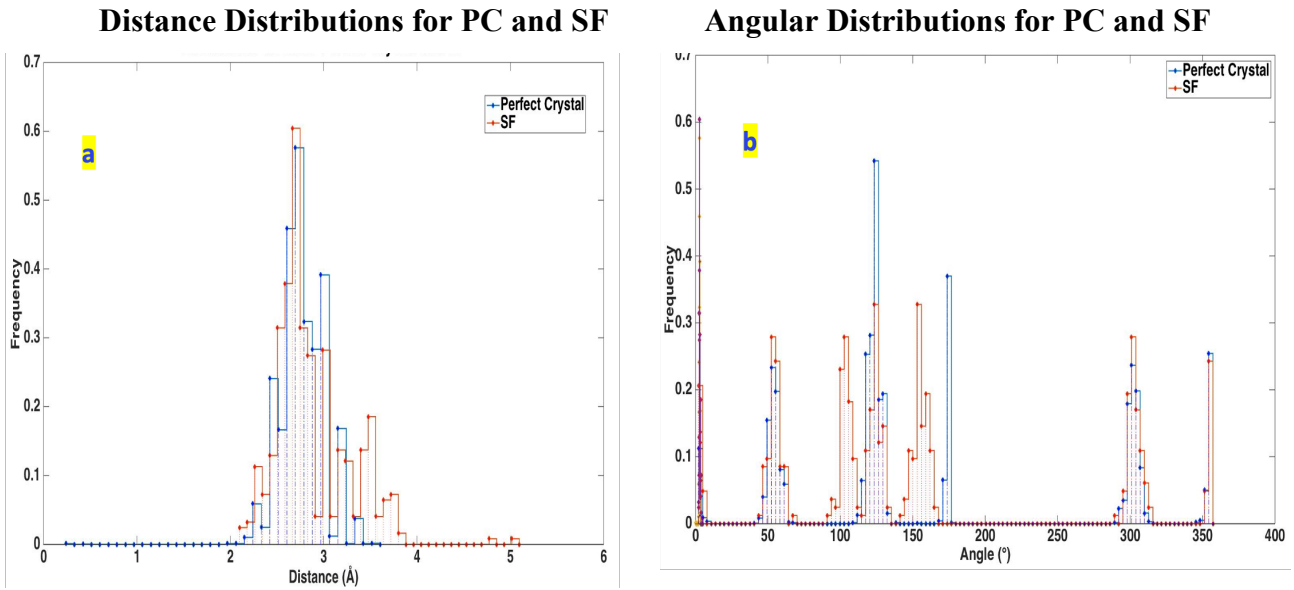 Distance Distributions for PC and SF
Angular Distributions for PC and SF
0.7
0.6
0.5
0.4
0.3
0.2
0.1
0
Frequency
a
Perfect Crystal
SF
0
1
2
3
4
5
6
Distance (Å)
0.7
0.6
0.5
0.4
0.3
0.2
0.1
0
Frequency
b
Perfect Crystal
SF
0
50
100
150
200
250
300
350
400
Angle (°)